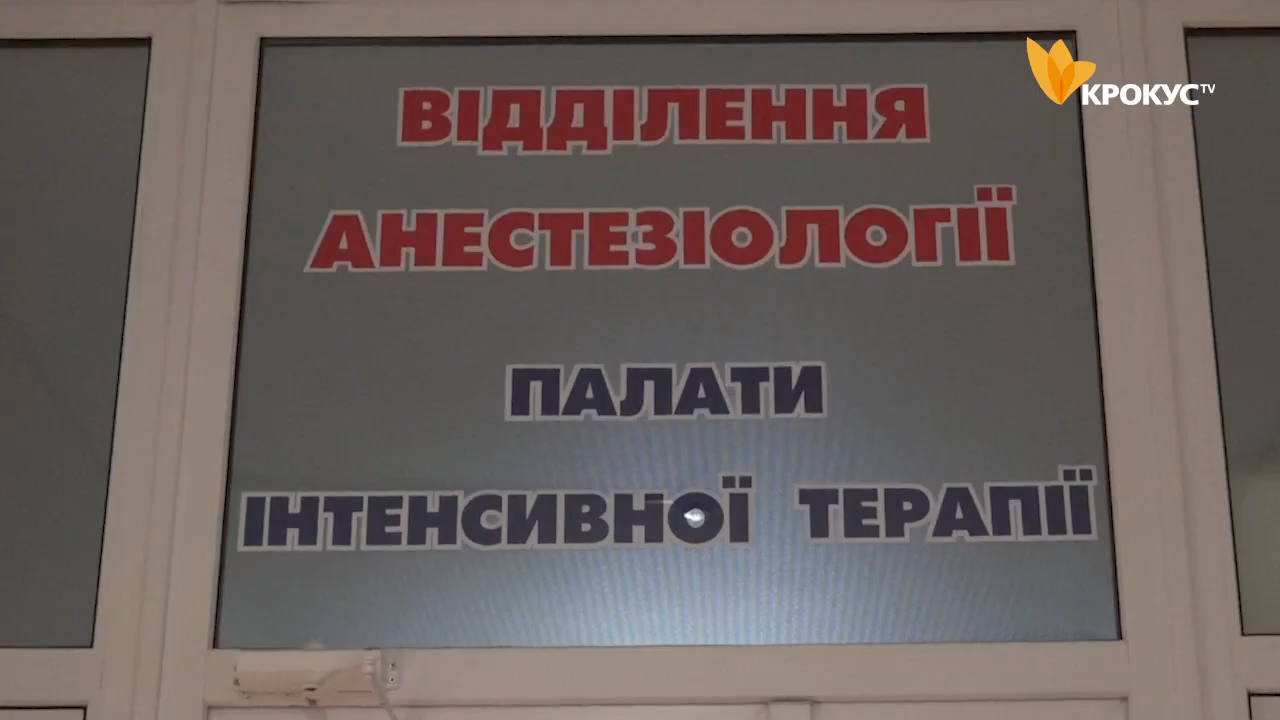 КРОКУС TV
ВІДДІЛЕННЯ
АНЕСТЕЗІОЛОГІЇ
ПАЛАТИ
ІНТЕНСИВНОЇ ТЕРАПІЇ